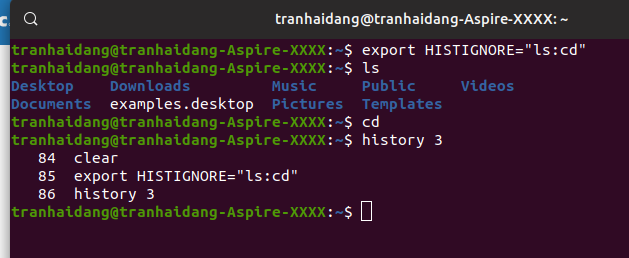 c
tranhaidang@tranhaidang-Aspire-XXXX: ~
tranhaidang@tranhaidang-Aspire-XXXX:~$ export HISTIGNORE="ls:cd"
tranhaidang@tranhaidang-Aspire-XXXX:~$ ls
Desktop Downloads Music Public Videos
Documents examples.desktop Pictures Templates
tranhaidang@tranhaidang-Aspire-XXXX:~$ cd
tranhaidang@tranhaidang-Aspire-XXXX:~$ history 3
84 clear
85 export HISTIGNORE="ls:cd"
86 history 3
tranhaidang@tranhaidang-Aspire-XXXX:~$